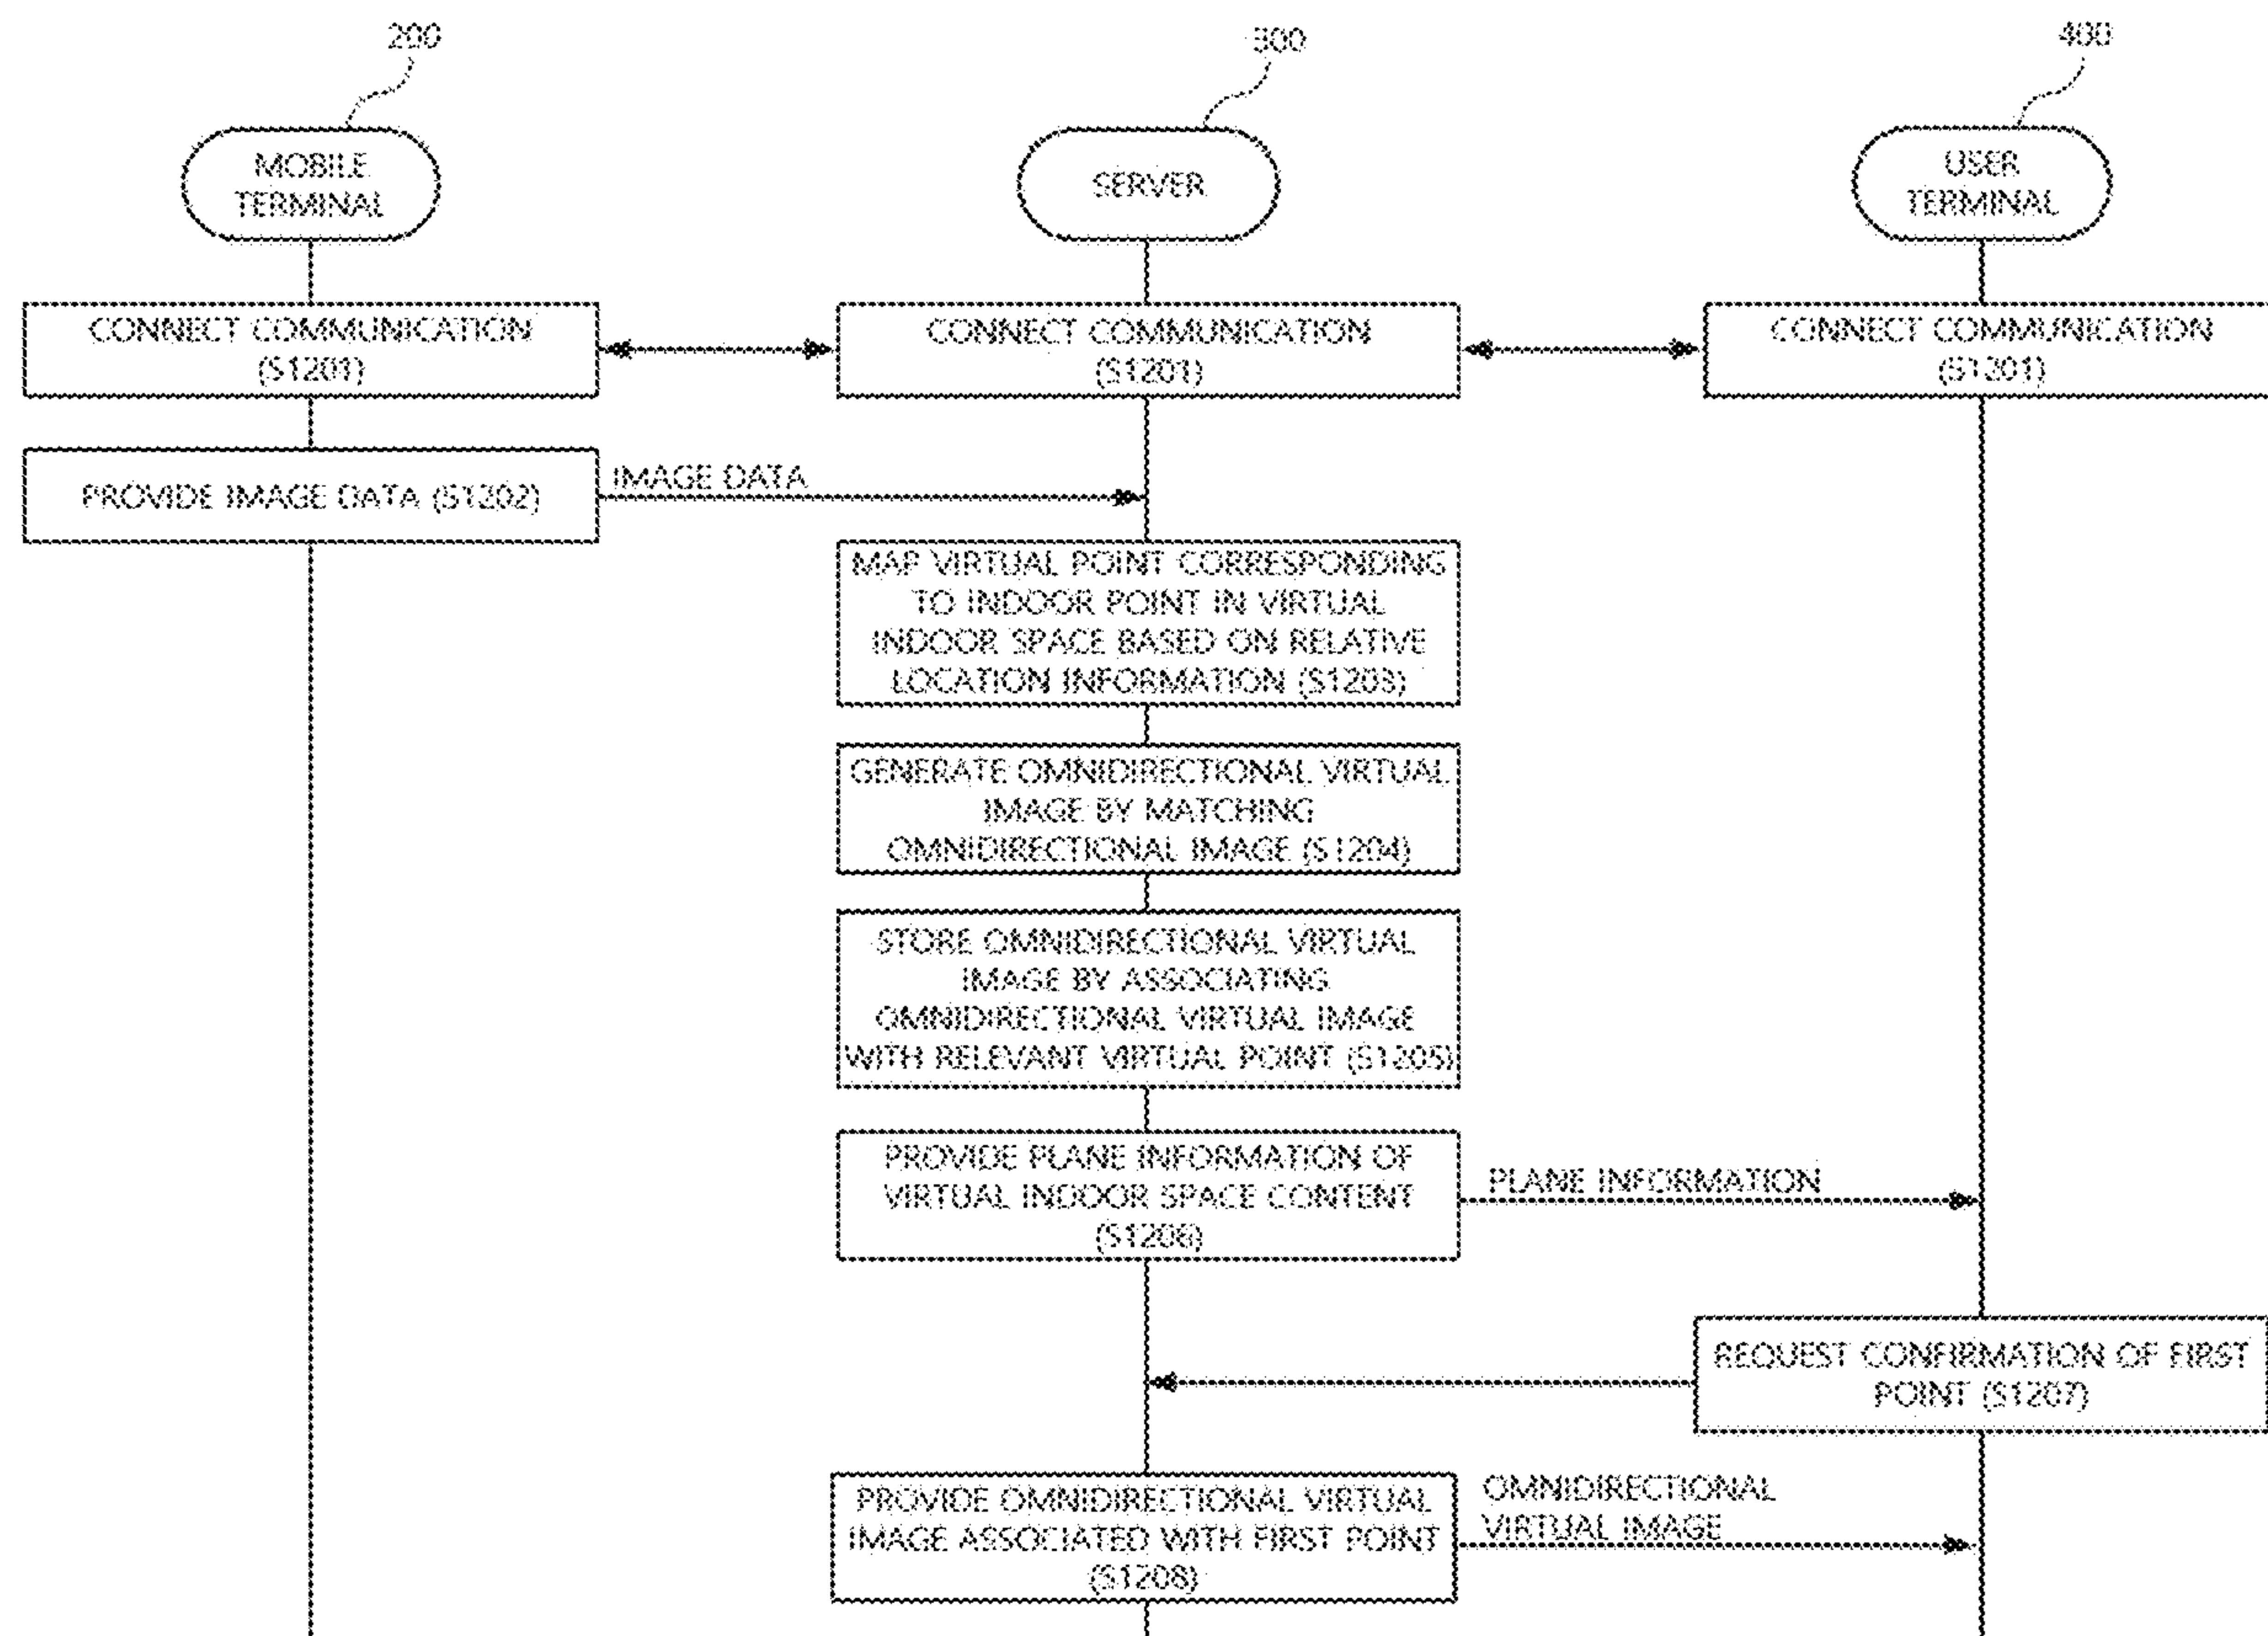 200
300
400
MOBILE
TERMINAL
SERVER
USER
TERMINAL
CONNECT COMMUNICATION
(S1201)
CONNECT COMMUNICATION
(S1201)
CONNECT COMMUNICATION
(S1201)
PROVIDE IMAGE DATA (S1202)
IMAGE DATA
MAP VIRTUAL POINT CORRESPONDING
TO INDOOR POINT IN VIRTUAL
INDOOR SPACE BASED ON RELATIVE
LOCATION INFORMATION (S1203)
GENERATE OMNIDIRECTIONAL VIRTUAL
IMAGE BY MATCHING
OMNIDIRECTIONAL IMAGE (S1204)
STORE OMNIDIRECTIONAL VIRTUAL
IMAGE BY ASSOCIATING
OMNIDIRECTIONAL VIRTUAL IMAGE
WITH RELEVANT VIRTUAL POINT (S1205)
PROVIDE PLANE INFORMATION OF
VIRTUAL INDOOR SPACE CONTENT
(S1206)
PLANE INFORMATION
REQUEST CONFIRMATION OF FIRST
POINT (S1207)
PROVIDE OMNIDIRECTIONAL VIRTUAL
IMAGE ASSOCIATED WITH FIRST POINT
(S1208)
OMNIDIRECTIONAL
VIRTUAL IMAGE